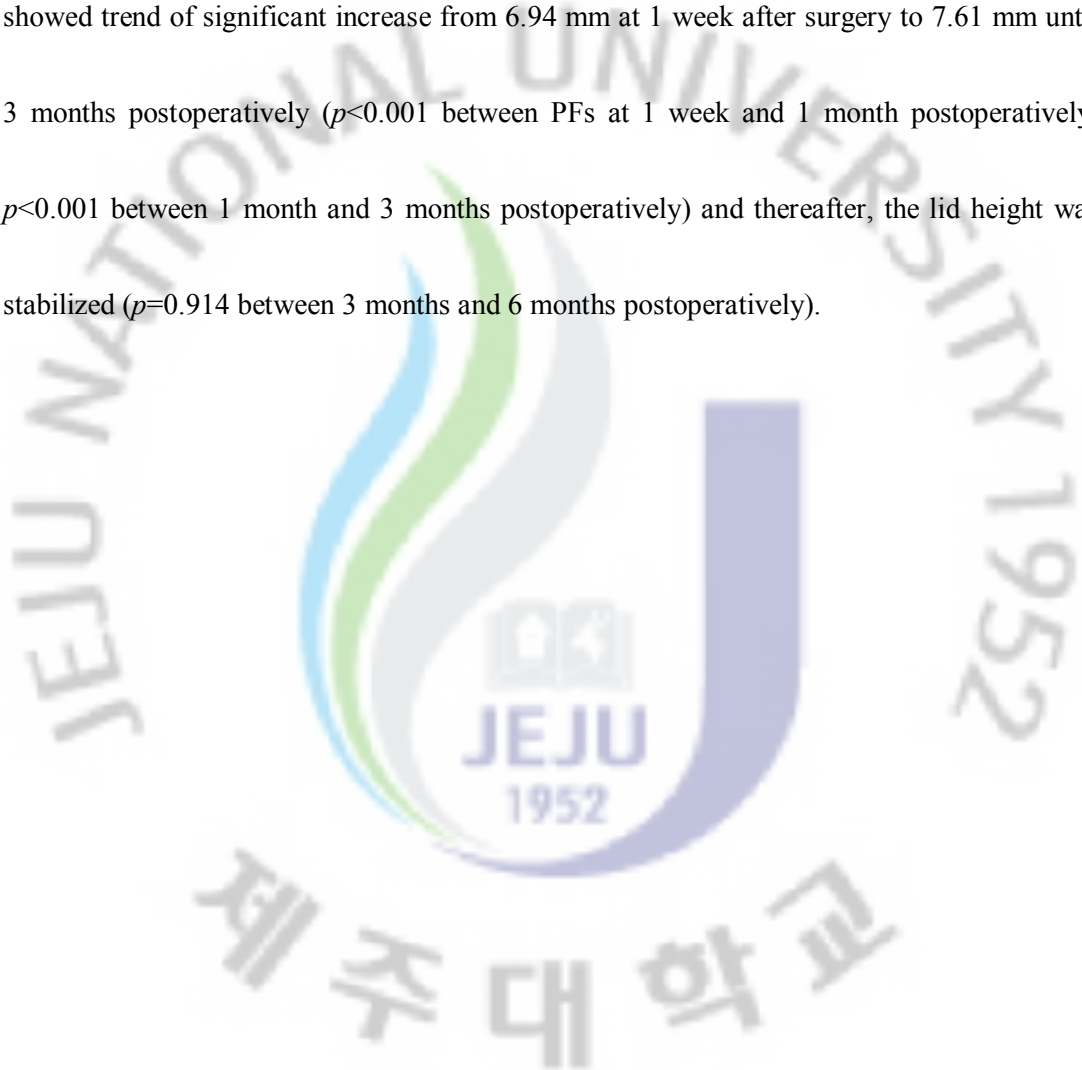 showed trend of significant increase from 6.94 mm at 1 week after surgery to 7.61 mm unt
3 months postoperatively (p<0.001 between PFs at 1 week and 1 month postoperatively
p<0.001 between 1 month and 3 months postoperatively) and thereafter, the lid height wa
stabilized (p=0.914 between 3 months and 6 months postoperatively).
JEJU NATIONAL UNIVERSITY 1952
JEJU
1952
제주대학교